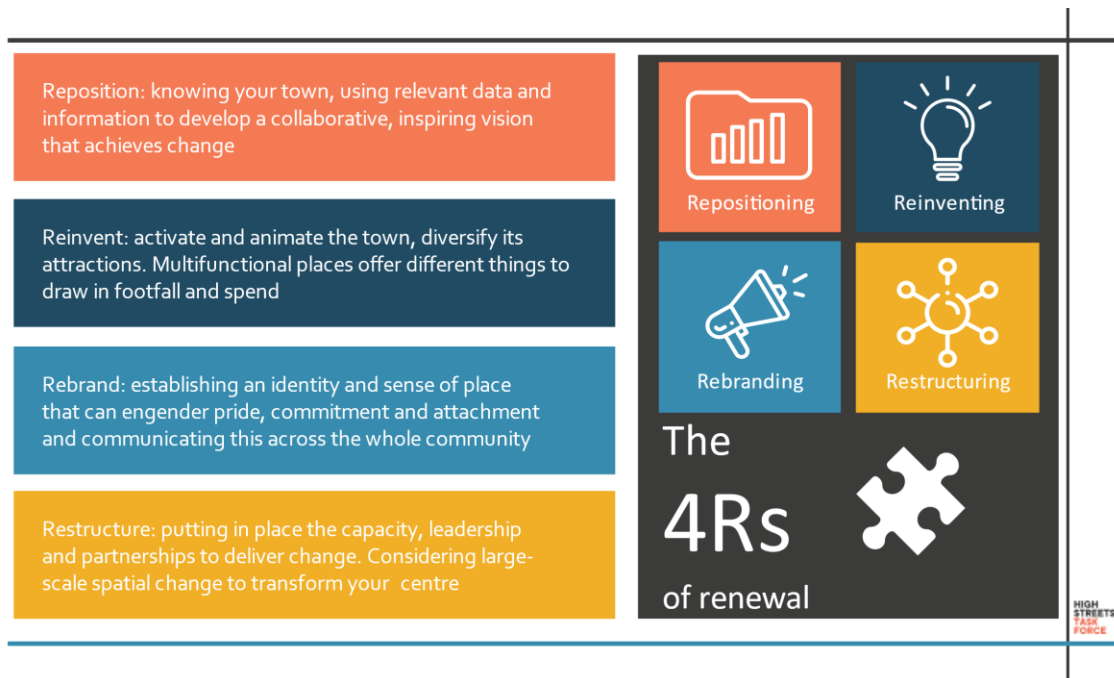 Reposition: knowing your town, using relevant data and
information to develop a collaborative, inspiring vision
that achieves change
Reinvent: activate and animate the town, diversify its
attractions. Multifunctional places offer different things to
draw in footfall and spend
Rebrand: establishing an identity and sense of place
that can engender pride, commitment and attachment
and communicating this across the whole community
Restructure: putting in place the capacity, leadership
and partnerships to deliver change. Considering large-
scale spatial change to transform your centre
Repositioning
Reinventing
Rebranding
Restructuring
The
4Rs
of renewal
HIGH
STREETS
TASK
FORCE